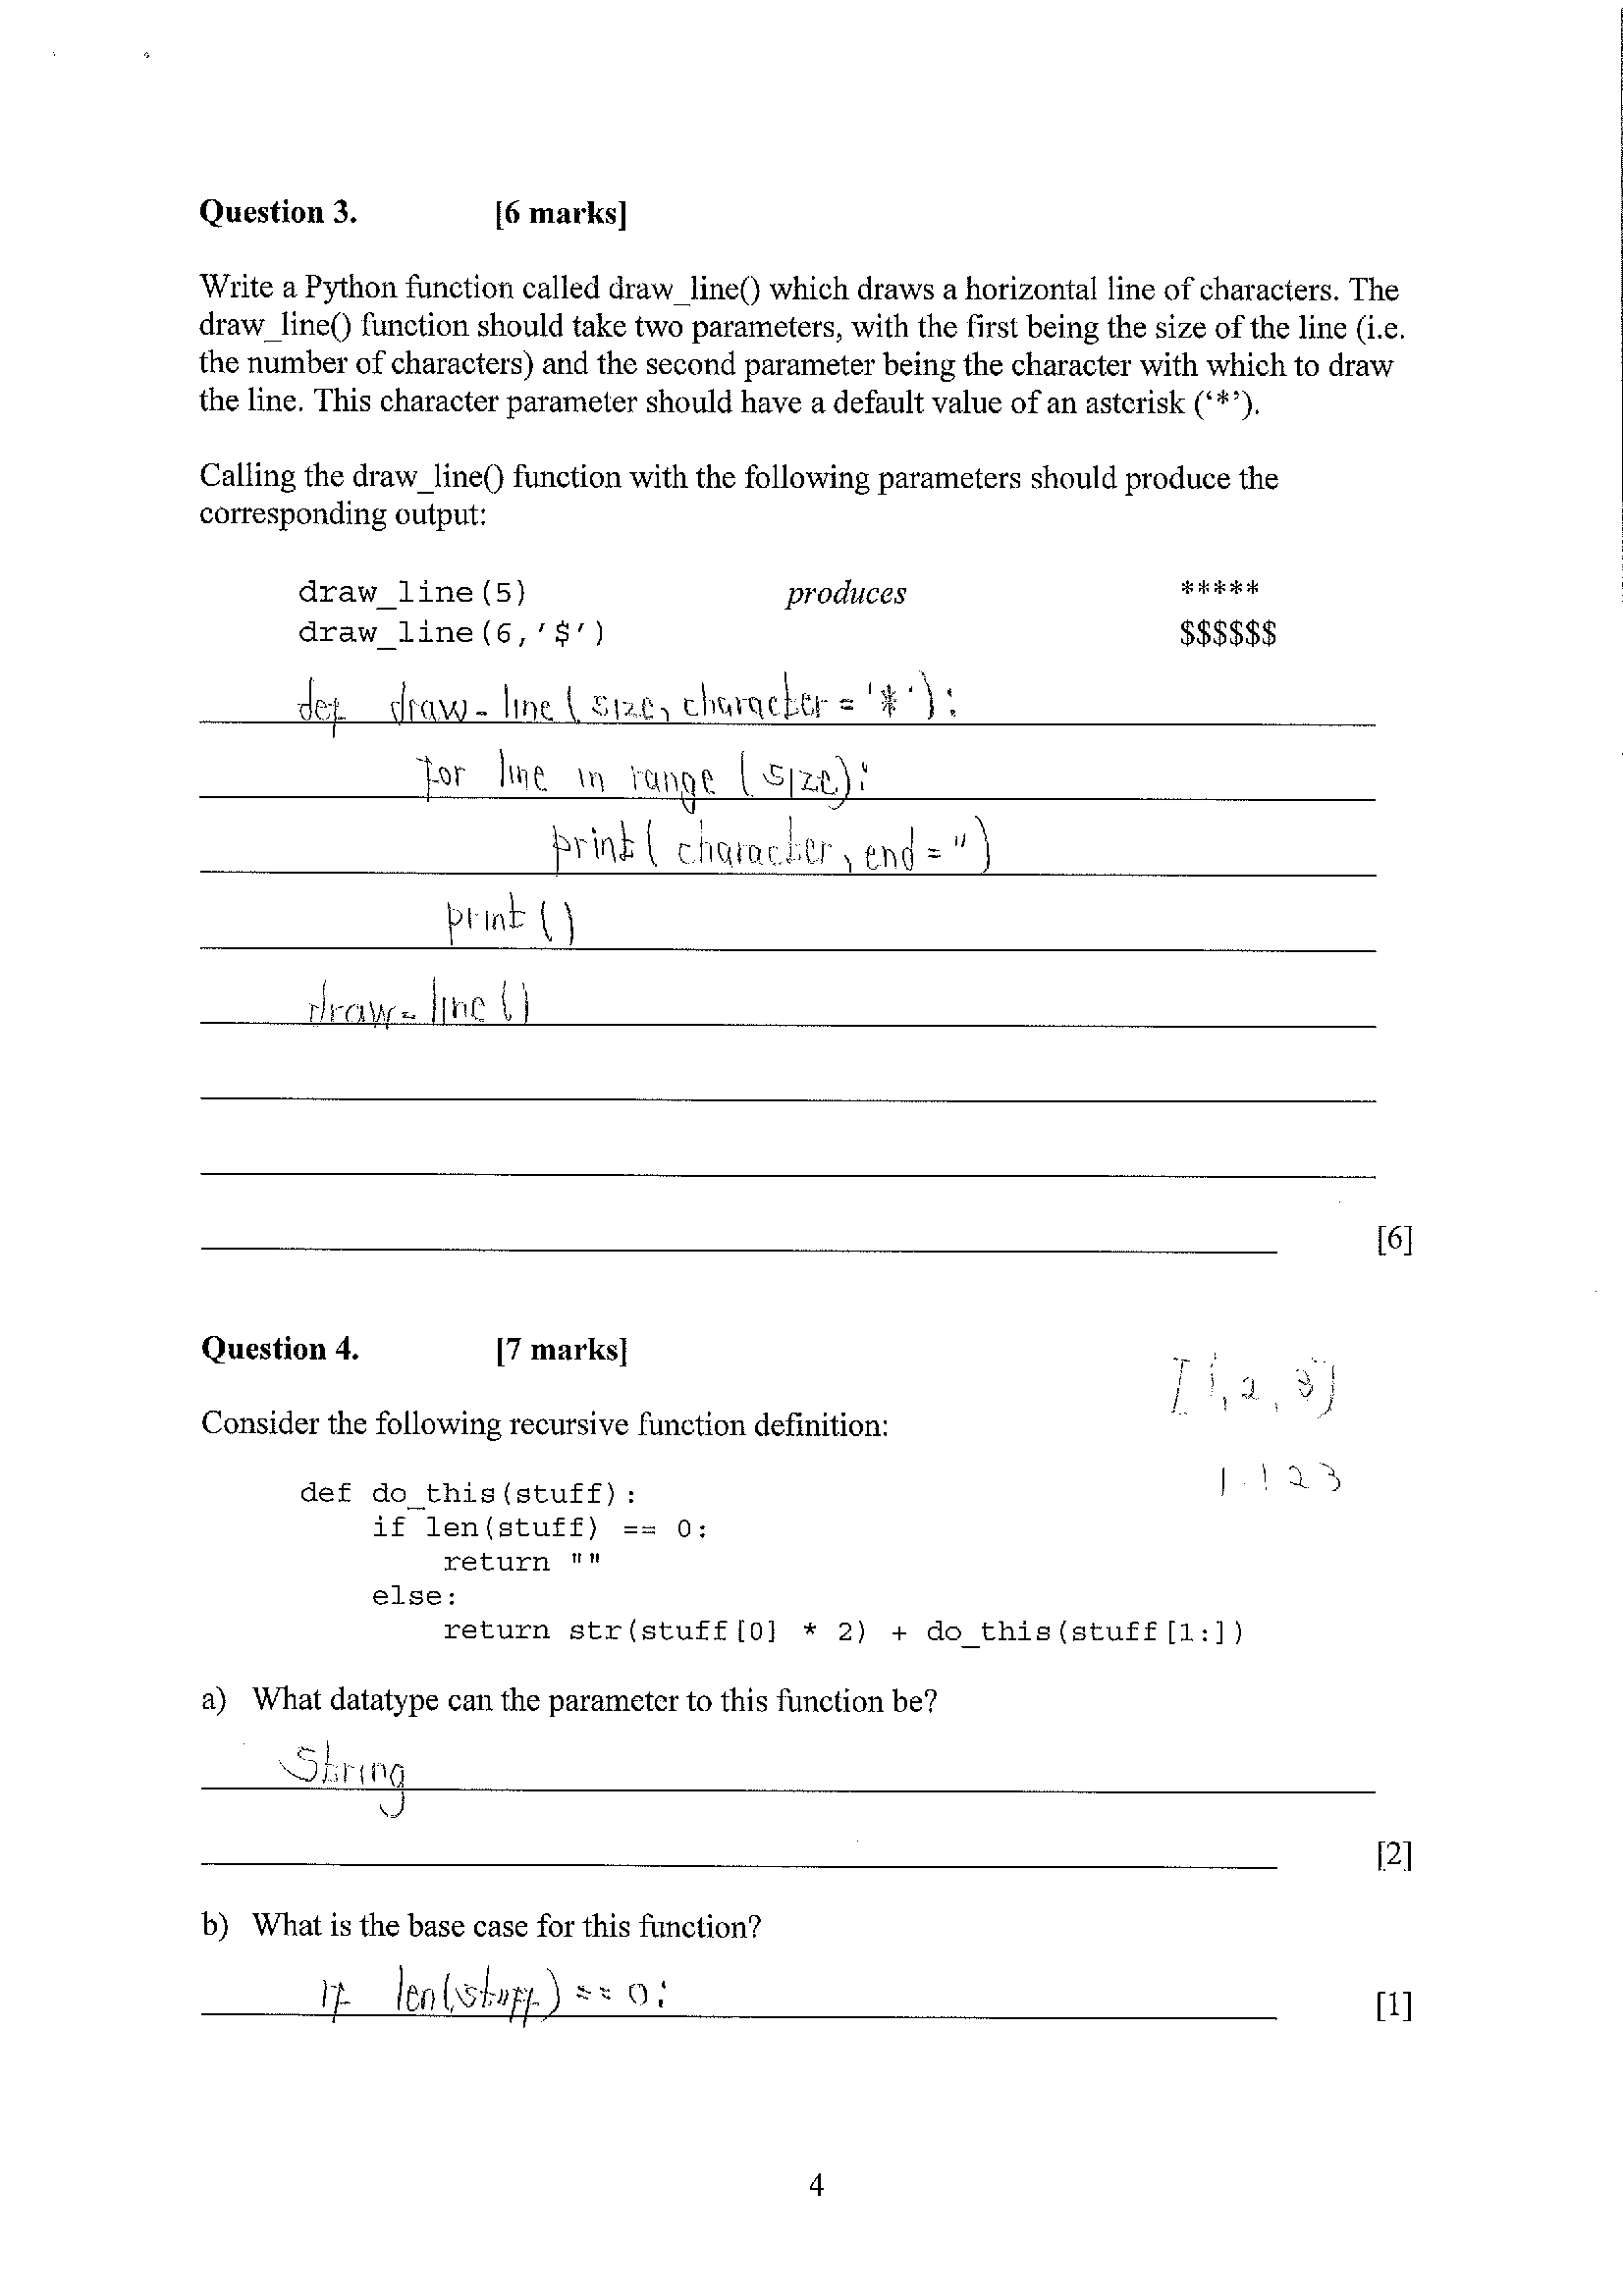 Question 3. [6 marks]
Write a Python function called draw_line() which draws a horizontal line of characters. The
draw_line() function should take two parameters, with the first being the size of the line (i.e.
the number of characters) and the second parameter being the character with which to draw
the line. This character parameter should have a default value of an asterisk (‘*’).
Calling the draw_line() function with the following parameters should produce the
corresponding output:
draw_line(5) produces *****
draw_line(6,'$') $$$$$$
def draw_line(size, character = '*'):
for line in range (size):
print( character, end = '')
print ()
draw_line()
[6]
Question 4. [7 marks]
[1, 2, 3]
Consider the following recursive function definition:
def do_this(stuff):
if len(stuff) == 0:
return ""
else:
return str(stuff[0] * 2) + do_this(stuff[1:])
a) What datatype can the parameter to this function be?
String
[2]
b) What is the base case for this function?
if len(stuff) == 0:
[1]
4